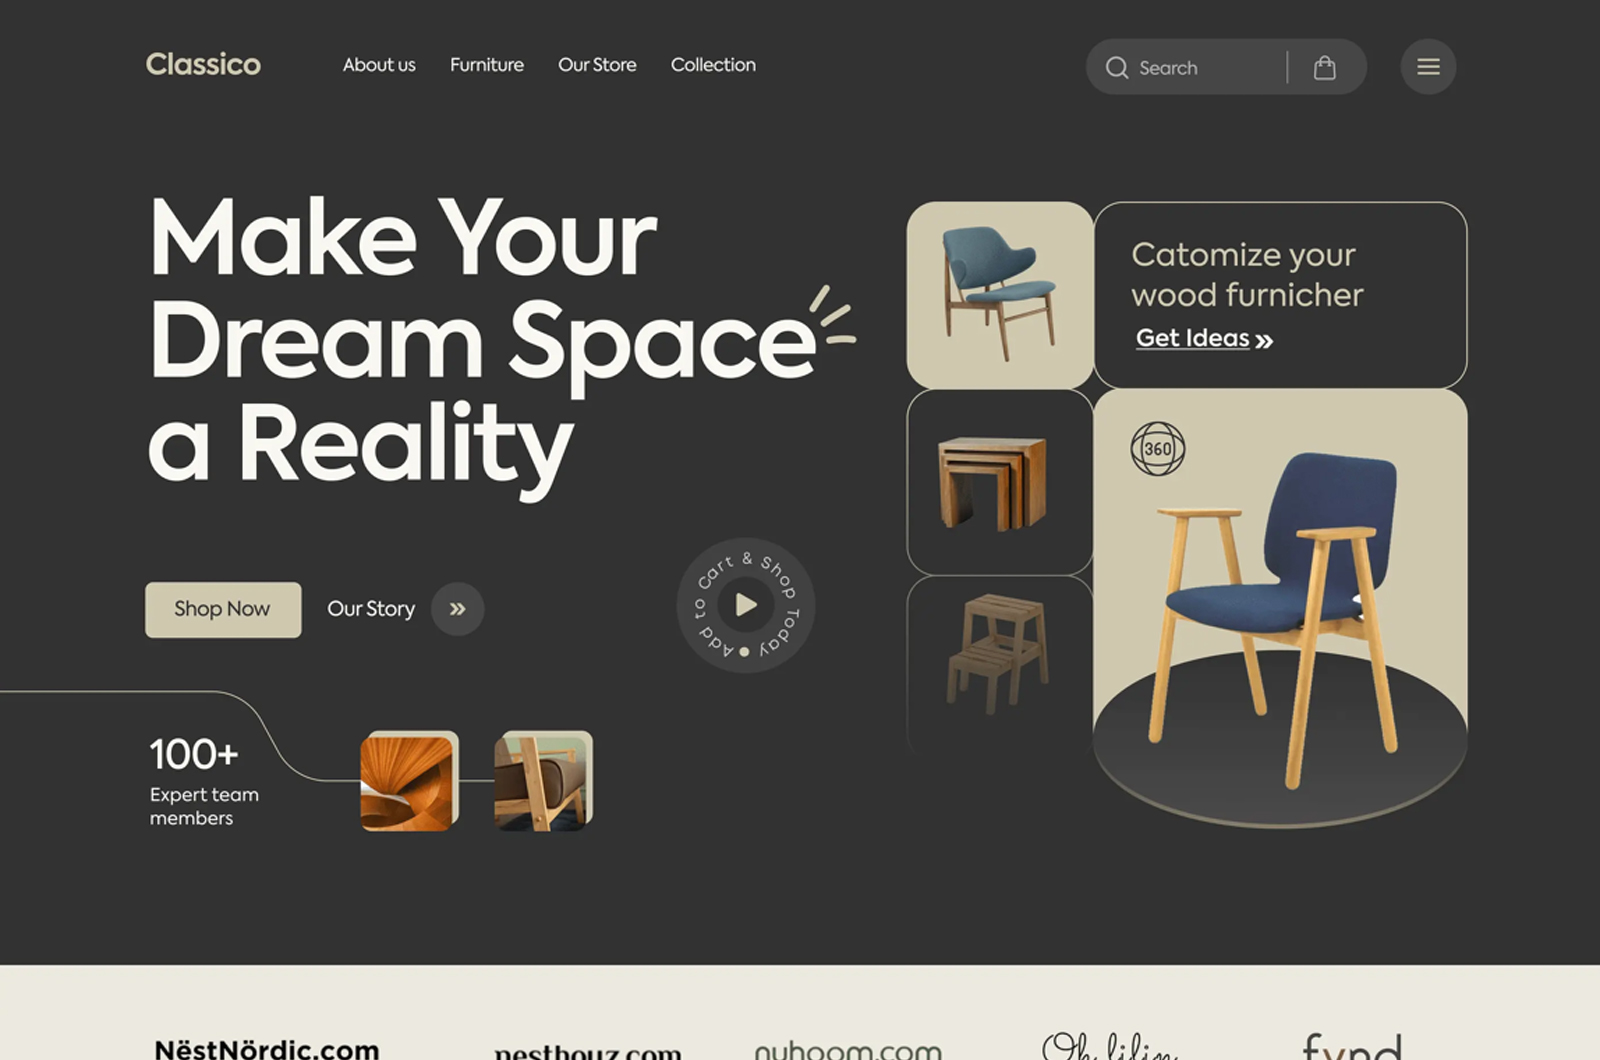 Classico
About us
Furniture
Our Store
Collection
Search
Make Your
Dream Space
a Reality
Catomize your
wood furnicher
Get Ideas »
360
Shop Now
Our Story »
Add to Cart & Shop Today
100+
Expert team
members
NëstNördic.com
nesthouz.com
nuhoom.com
Oh lilin
fynd